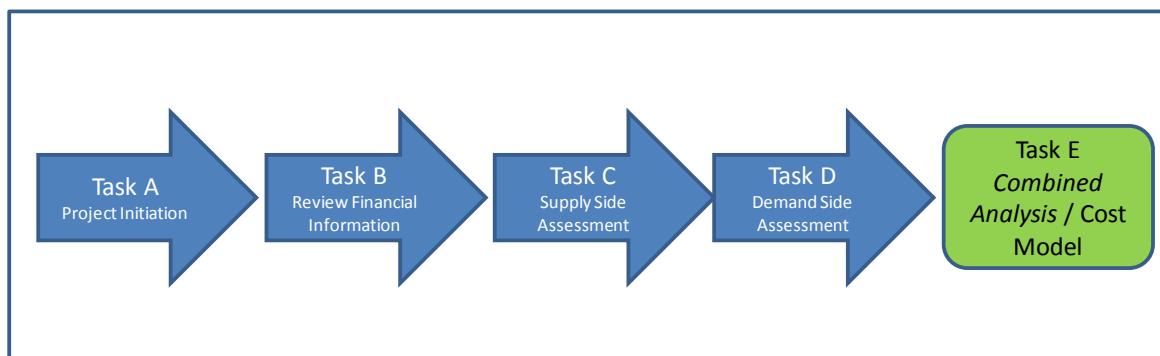 Task A
Project Initiation
Task B
Review Financial
Information
Task C
Supply Side
Assessment
Task D
Demand Side
Assessment
Task E
Combined
Analysis / Cost
Model